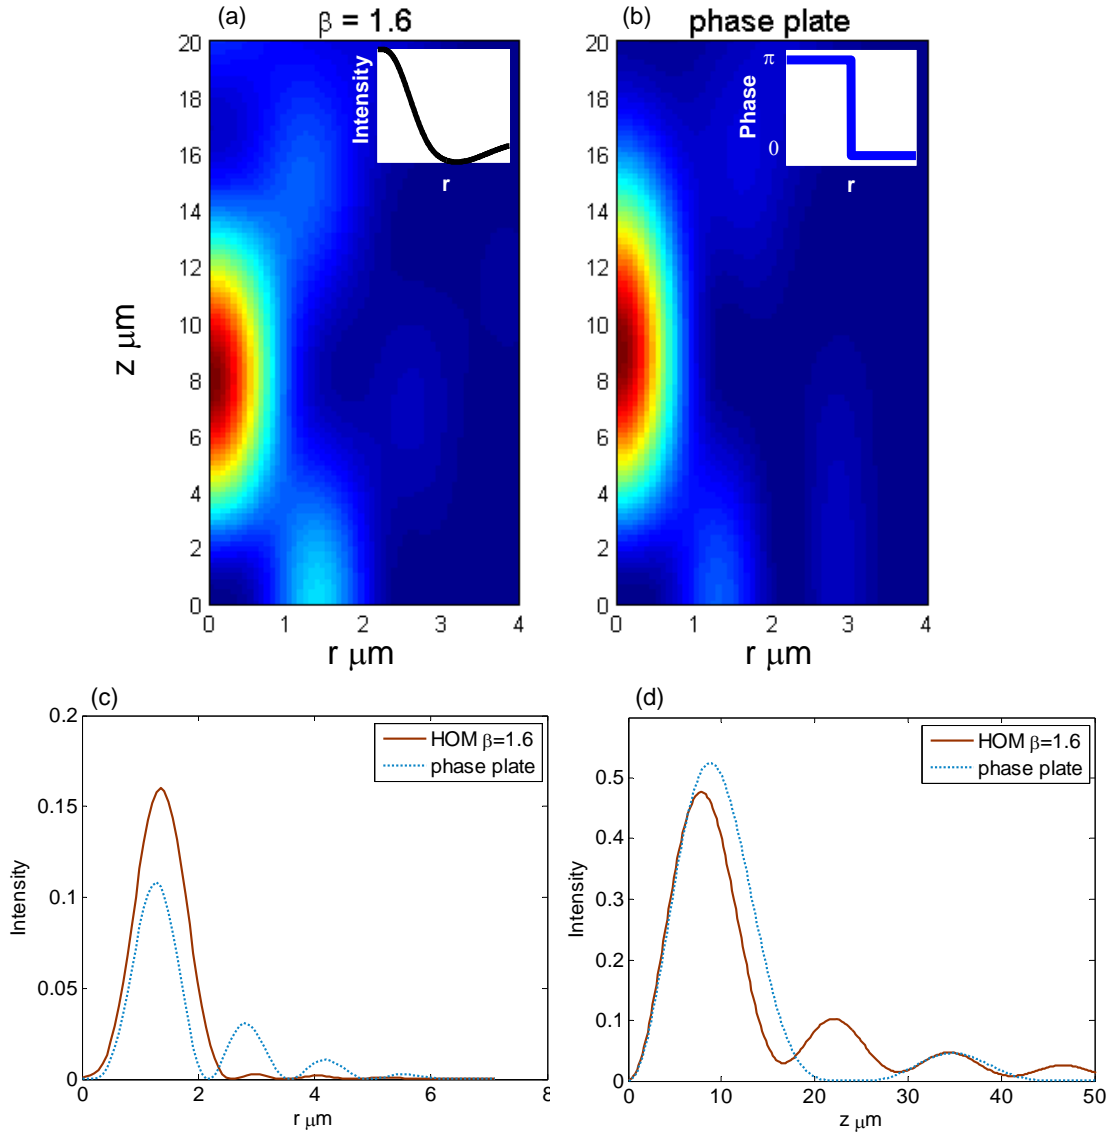 (a)
β = 1.6
(b)
phase plate
20
18
16
14
12
10
8
6
4
2
0
z μm
Intensity
r
0 1 2 3 4
r μm
20
18
16
14
12
10
8
6
4
2
0
π
0
Phase
r
0 1 2 3 4
r μm
(c)
0.2
0.15
0.1
0.05
0
Intensity
HOM β=1.6
phase plate
0 2 4 6 8
r μm
(d)
0.5
0.4
0.3
0.2
0.1
0
Intensity
HOM β=1.6
phase plate
0 10 20 30 40 50
z μm